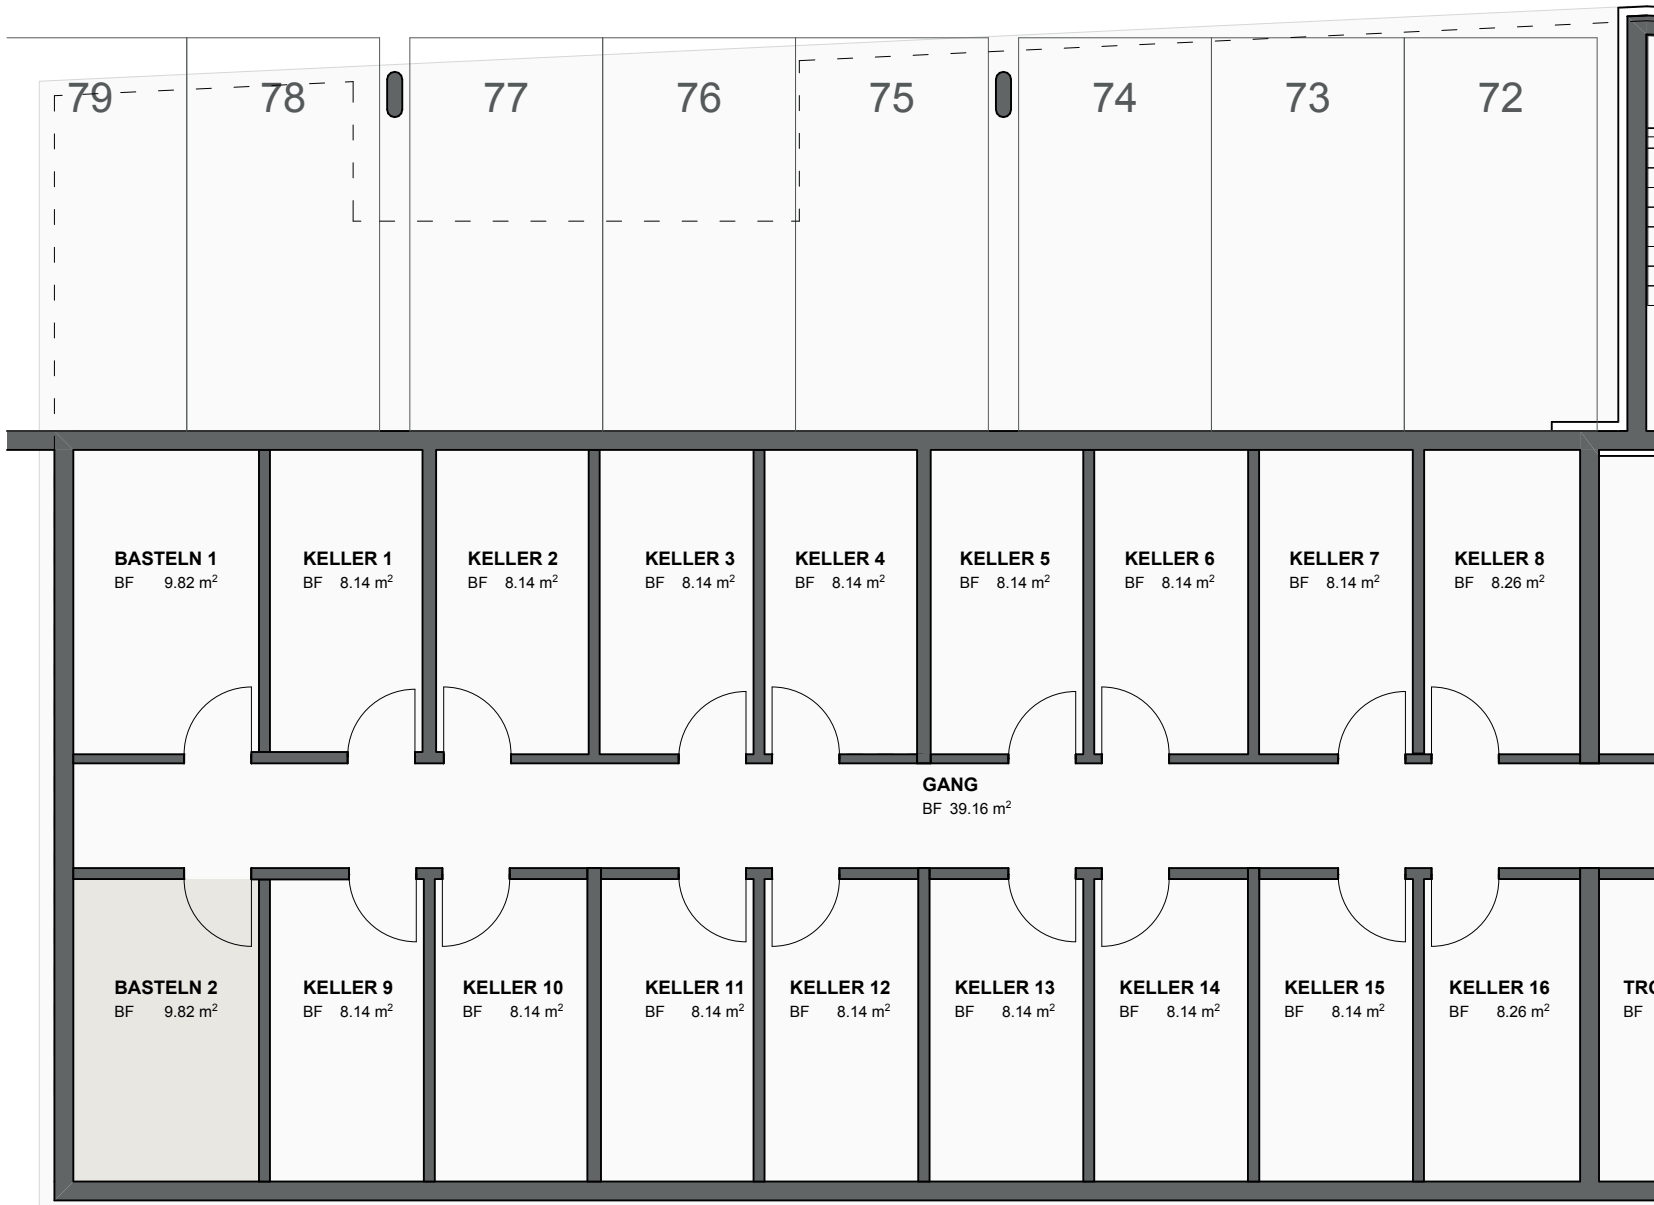 79 78 77 76 75 74 73 72
BASTELN 1
BF 9.82 m²
KELLER 1
BF 8.14 m²
KELLER 2
BF 8.14 m²
KELLER 3
BF 8.14 m²
KELLER 4
BF 8.14 m²
KELLER 5
BF 8.14 m²
KELLER 6
BF 8.14 m²
KELLER 7
BF 8.14 m²
KELLER 8
BF 8.26 m²
GANG
BF 39.16 m²
BASTELN 2
BF 9.82 m²
KELLER 9
BF 8.14 m²
KELLER 10
BF 8.14 m²
KELLER 11
BF 8.14 m²
KELLER 12
BF 8.14 m²
KELLER 13
BF 8.14 m²
KELLER 14
BF 8.14 m²
KELLER 15
BF 8.14 m²
KELLER 16
BF 8.26 m²
BF